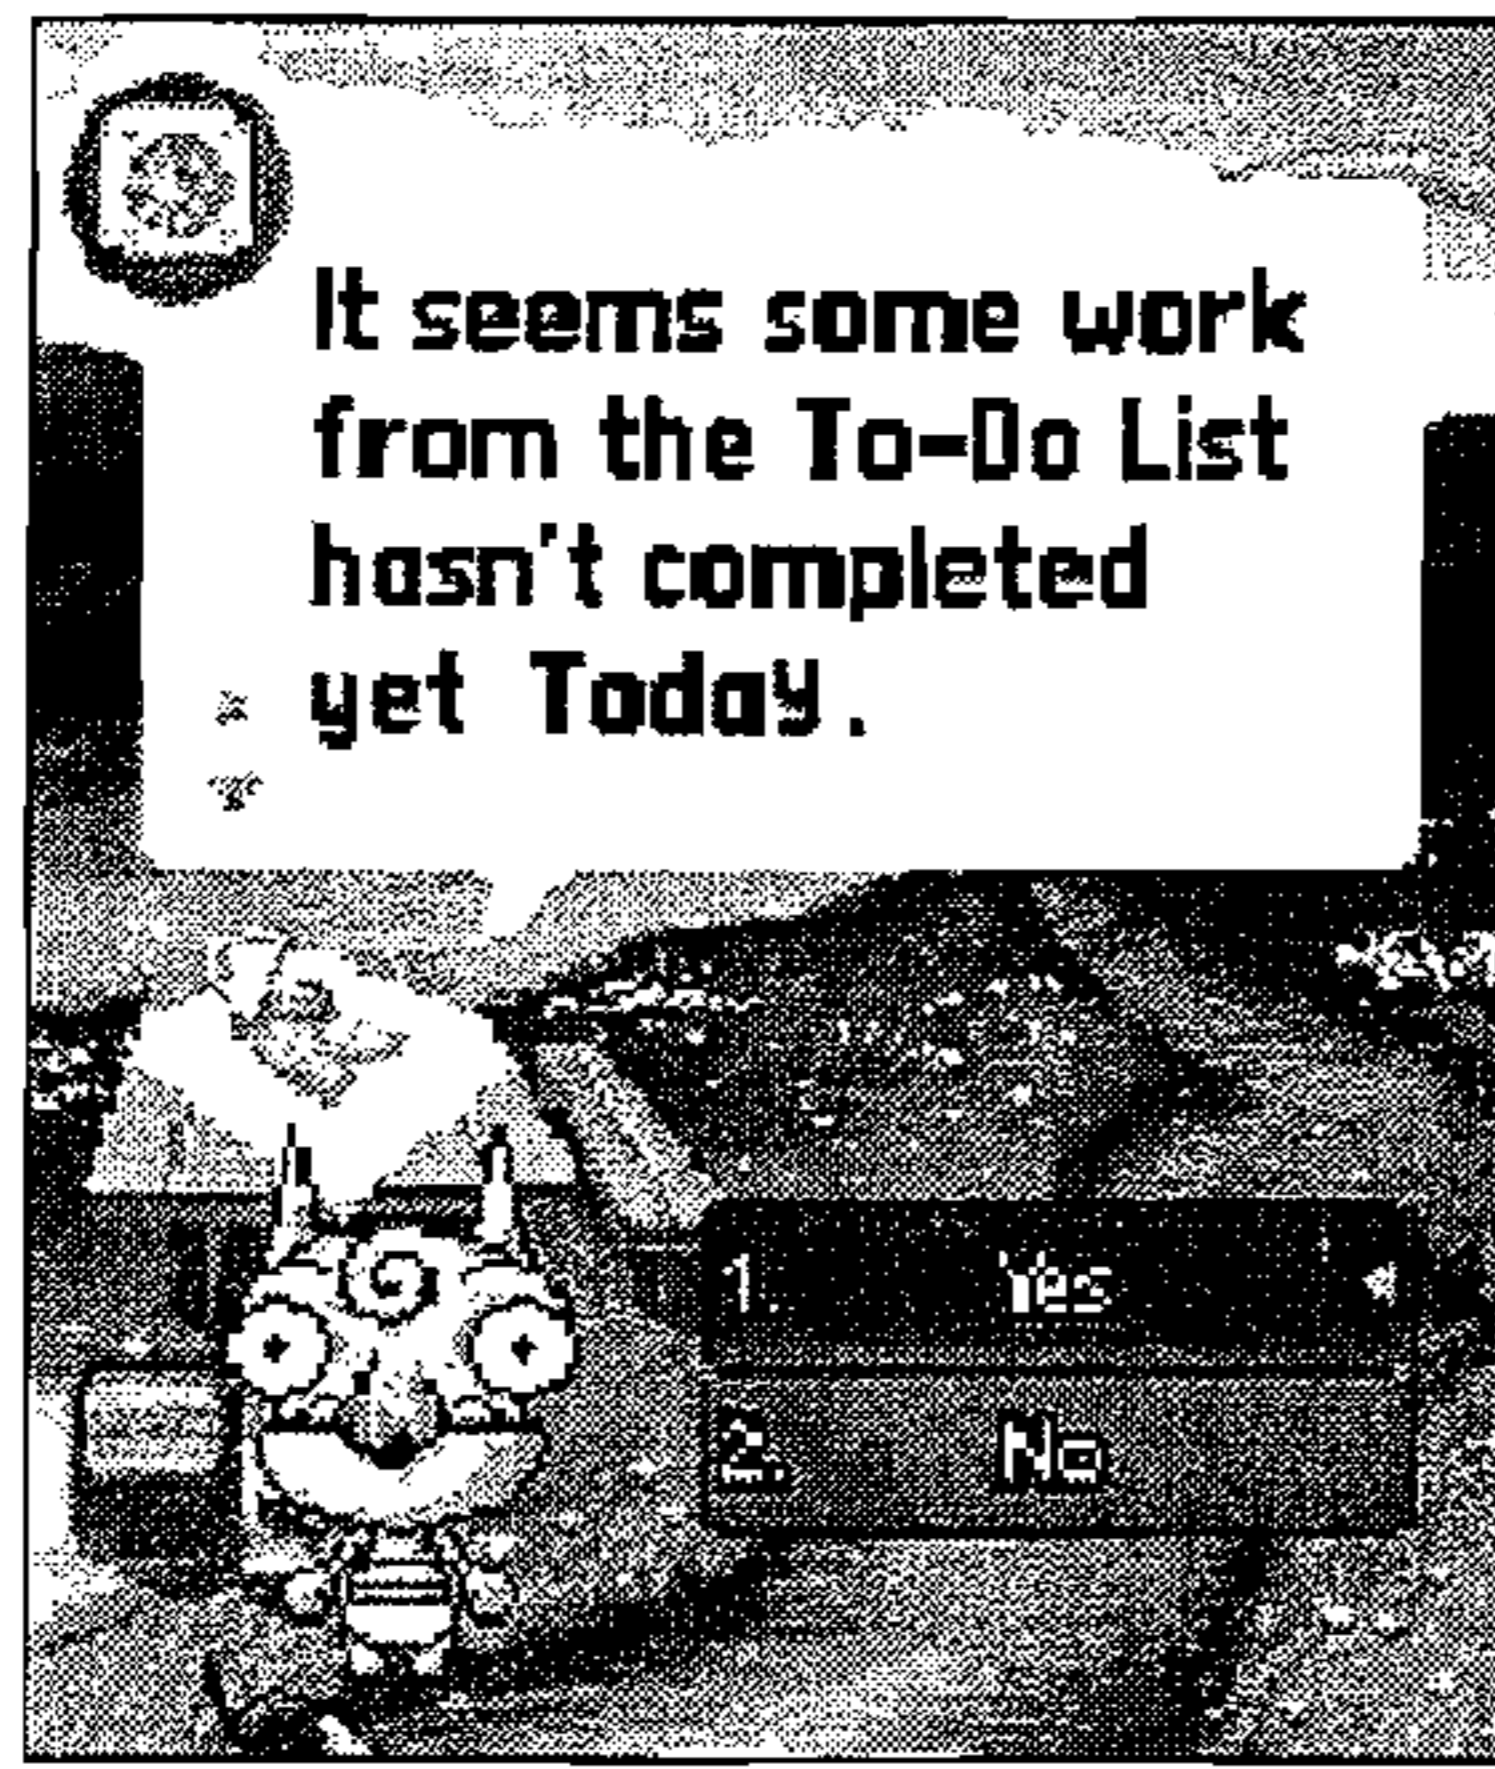 It seems some work
from the To-Do List
hasn't completed
yet Today.
1. Yes
2. No